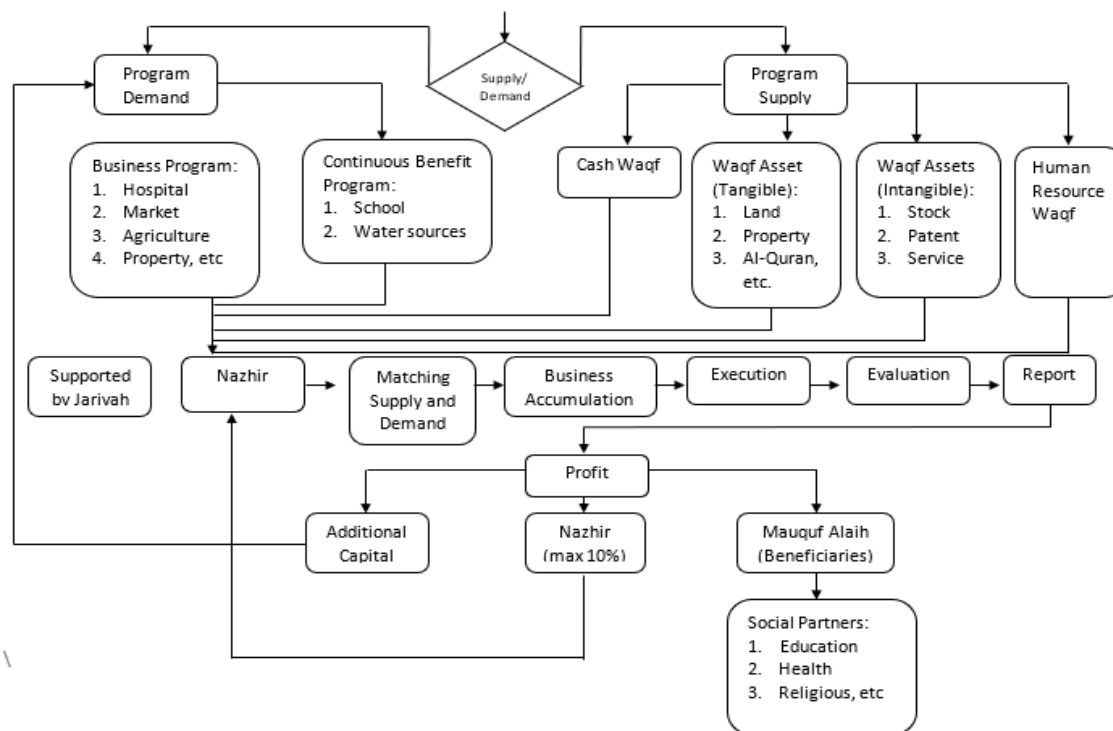 Program
Demand
Supply/
Demand
Program
Supply
Business Program:
1. Hospital
2. Market
3. Agriculture
4. Property, etc
Continuous Benefit
Program:
1. School
2. Water sources
Cash Waqf
Waqf Asset
(Tangible):
1. Land
2. Property
3. Al-Quran,
etc.
Waqf Assets
(Intangible):
1. Stock
2. Patent
3. Service
Human
Resource
Waqf
Supported
by Jariyah
Nazhir
Matching
Supply and
Demand
Business
Accumulation
Execution
Evaluation
Report
Profit
Additional
Capital
Nazhir
(max 10%)
Mauquf Alaih
(Beneficiaries)
Social Partners:
1. Education
2. Health
3. Religious, etc
\